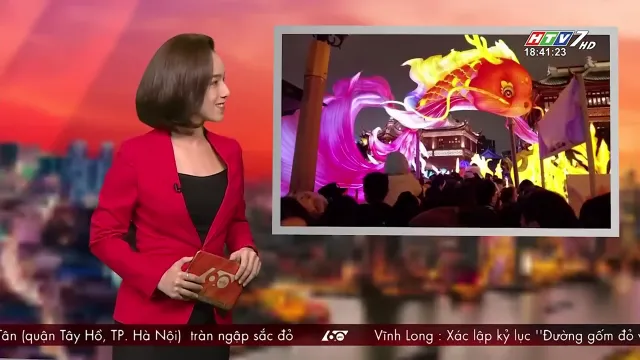 HTV7 HD
18:41:23
Tân (quận Tây Hồ, TP. Hà Nội) tràn ngập sắc đỏ
Vĩnh Long : Xác lập kỷ lục "Đường gốm đỏ